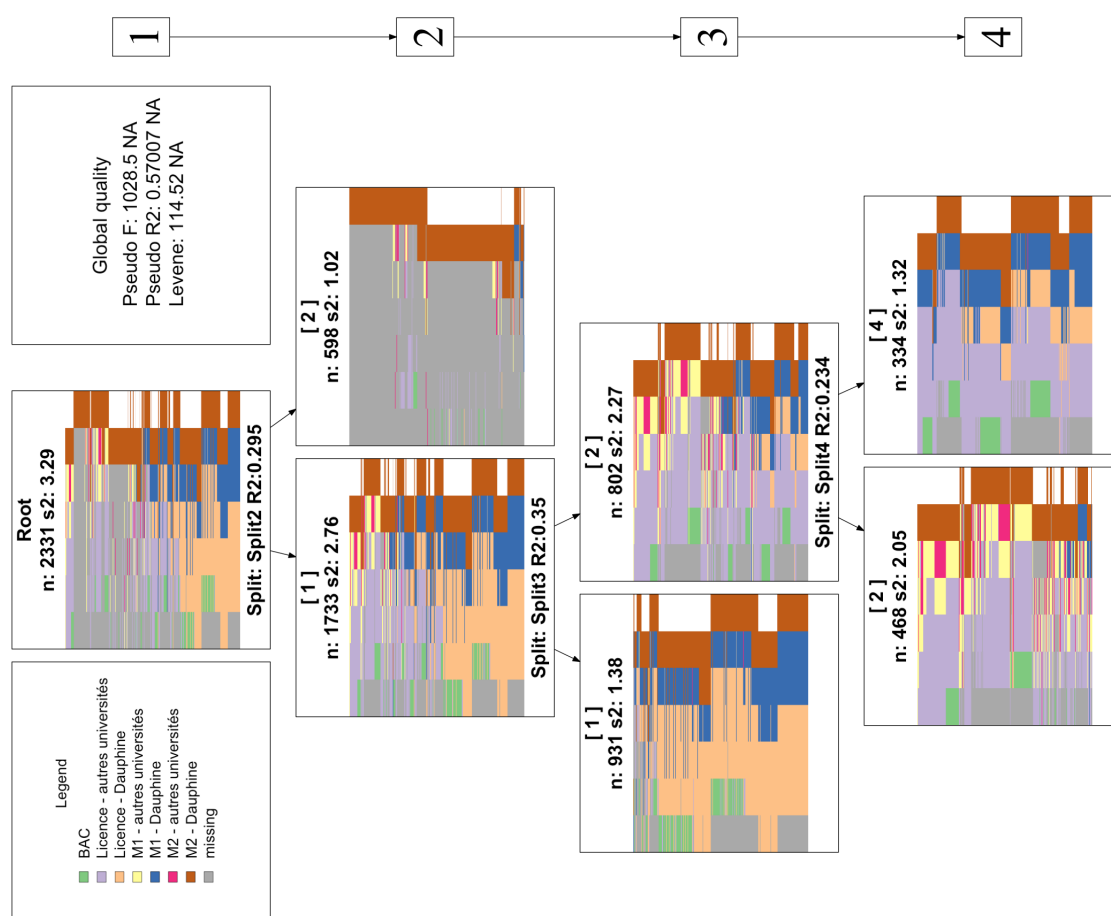 1
2
3
4
Legend
BAC
Licence - autres universités
Licence - Dauphine
M1 - autres universités
M1 - Dauphine
M2 - autres universités
M2 - Dauphine
missing
Root
n: 2331 s2: 3.29
Split: Split2 R2:0.295
Global quality
Pseudo F: 1028.5 NA
Pseudo R2: 0.57007 NA
Levene: 114.52 NA
[ 1 ]
n: 1733 s2: 2.76
Split: Split3 R2:0.35
[ 2 ]
n: 598 s2: 1.02
[ 1 ]
n: 931 s2: 1.38
[ 2 ]
n: 802 s2: 2.27
Split: Split4 R2:0.234
[ 2 ]
n: 468 s2: 2.05
[ 4 ]
n: 334 s2: 1.32